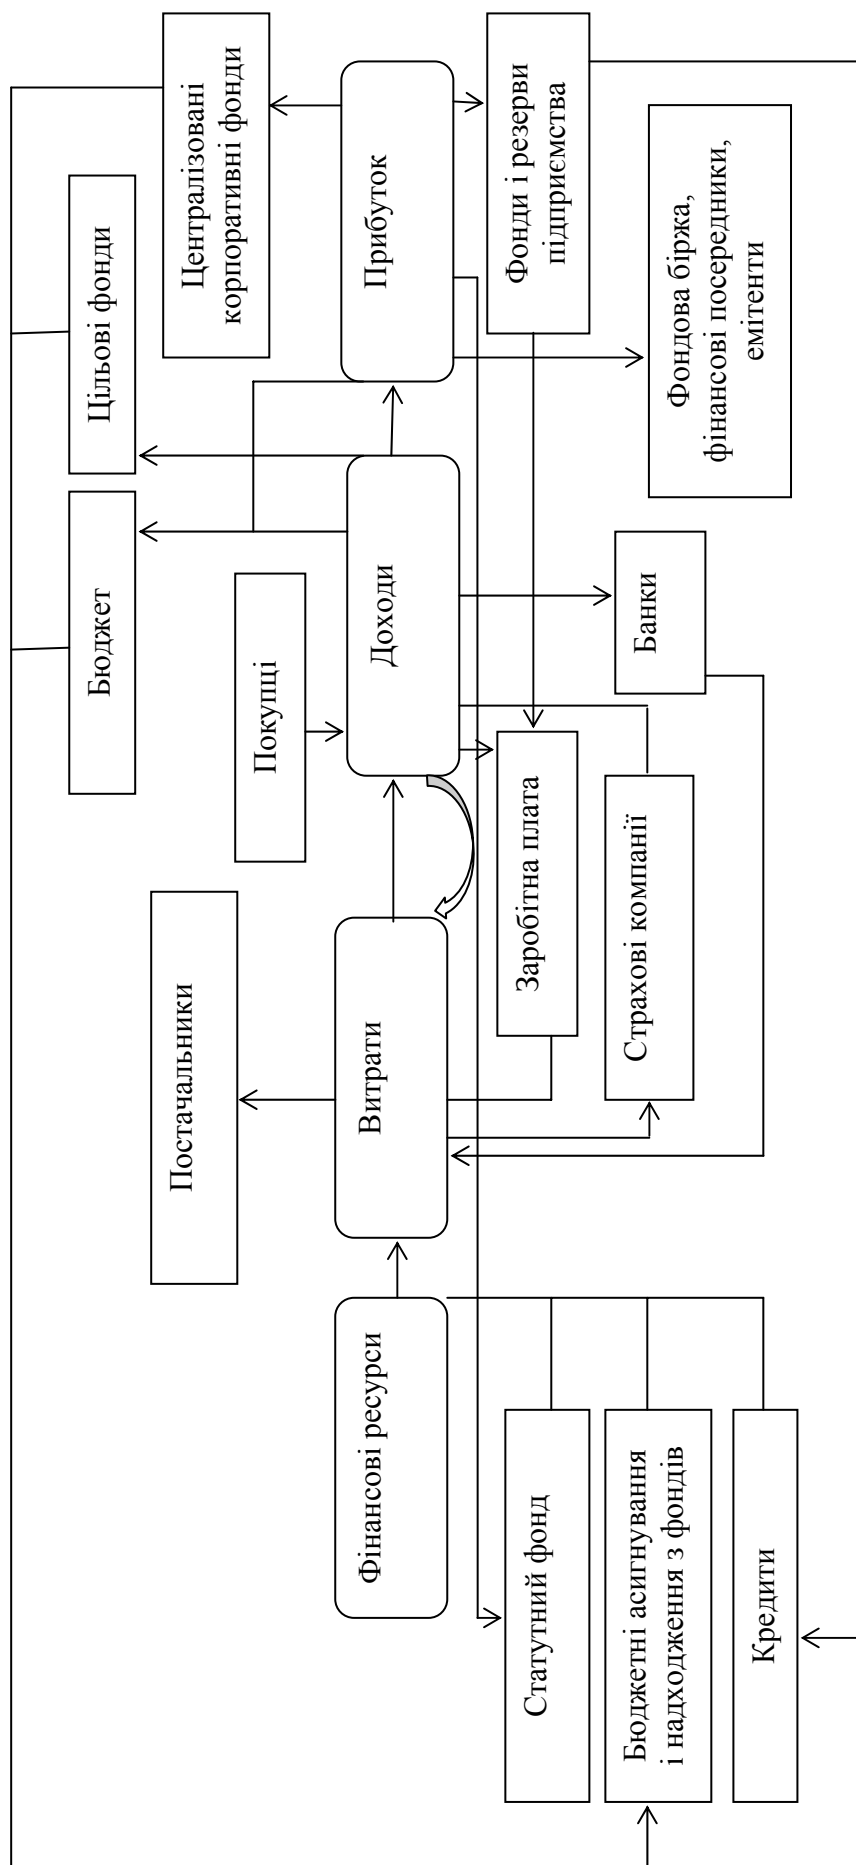 Цільові фонди
Бюджет
Централізовані
корпоративні фонди
Покупці
Постачальники
Прибуток
Доходи
Витрати
Фінансові ресурси
Фонди і резерви
підприємства
Заробітна плата
Статутний фонд
Фондова біржа,
фінансові посередники,
емітенти
Банки
Страхові компанії
Бюджетні асигнування
і надходження з фондів
Кредити